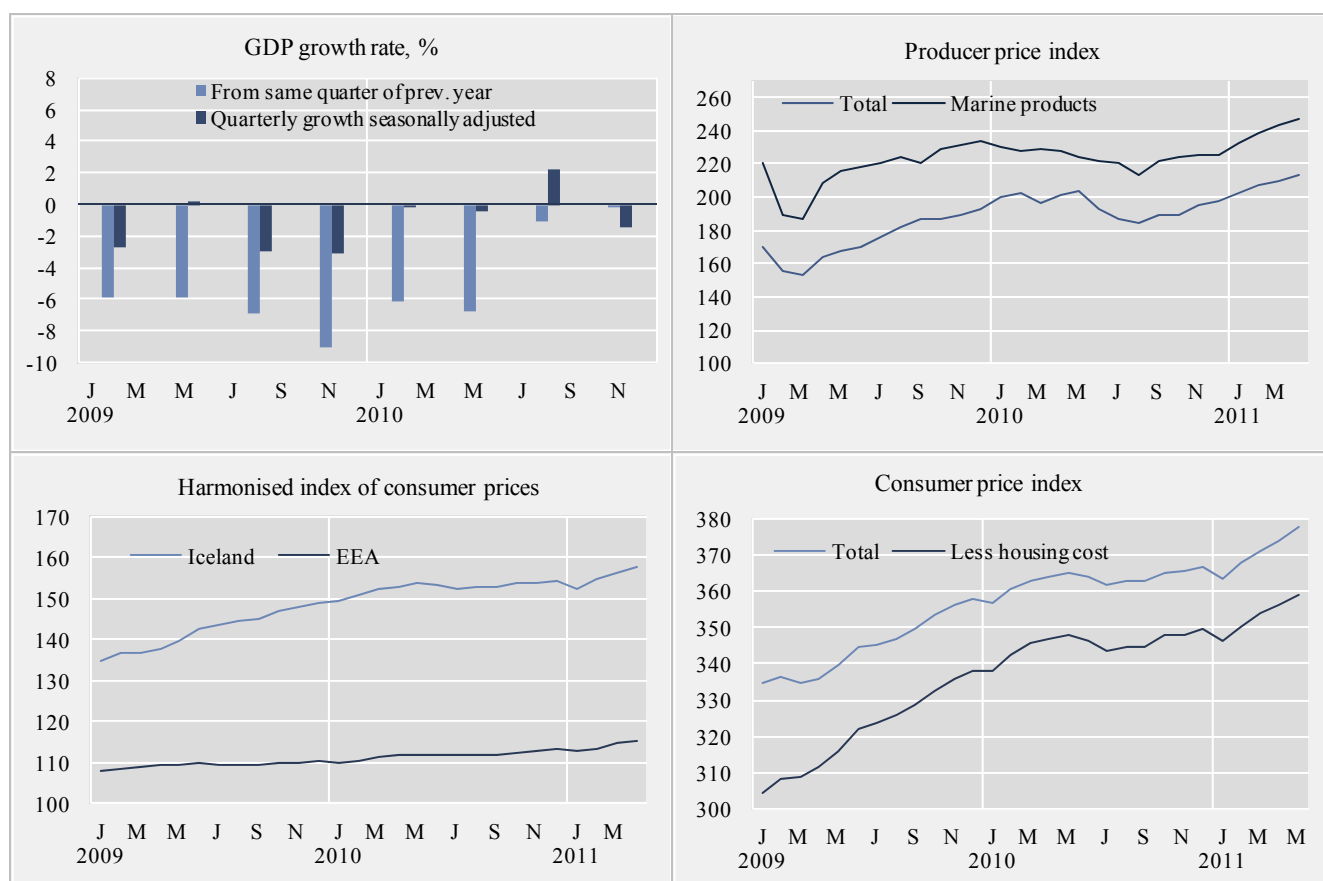 GDP growth rate, %
8
From same quarter of prev. year
6
Quarterly growth seasonally adjusted
4
2
0
-2
-4
-6
-8
-10
J M M J S N J M M J S N
2009 2010
Producer price index
260
Total Marine products
240
220
200
180
160
140
120
100
J M M J S N J M M J S N J M
2009 2010 2011
Harmonised index of consumer prices
170
160
Iceland EEA
150
140
130
120
110
100
J M M J S N J M M J S N J M
2009 2010 2011
Consumer price index
380
370
Total Less housing cost
360
350
340
330
320
310
300
J M M J S N J M M J S N J M M
2009 2010 2011